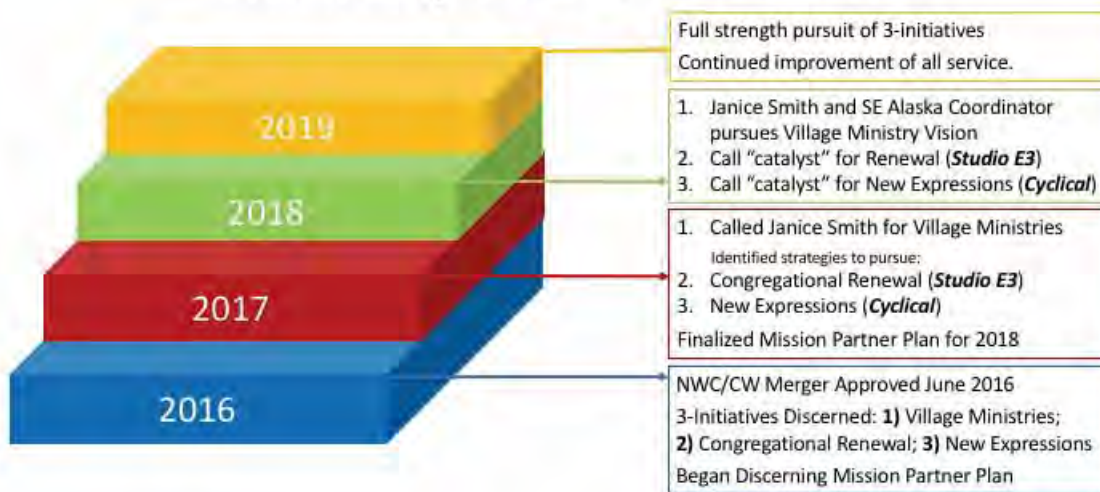 2019
Full strength pursuit of 3-initiatives
Continued improvement of all service.
2018
1. Janice Smith and SE Alaska Coordinator
pursues Village Ministry Vision
2. Call "catalyst" for Renewal (Studio E3)
3. Call "catalyst" for New Expressions (Cyclical)
2017
1. Called Janice Smith for Village Ministries
Identified strategies to pursue:
2. Congregational Renewal (Studio E3)
3. New Expressions (Cyclical)
Finalized Mission Partner Plan for 2018
2016
NWC/CW Merger Approved June 2016
3-Initiatives Discerned: 1) Village Ministries;
2) Congregational Renewal; 3) New Expressions
Began Discerning Mission Partner Plan